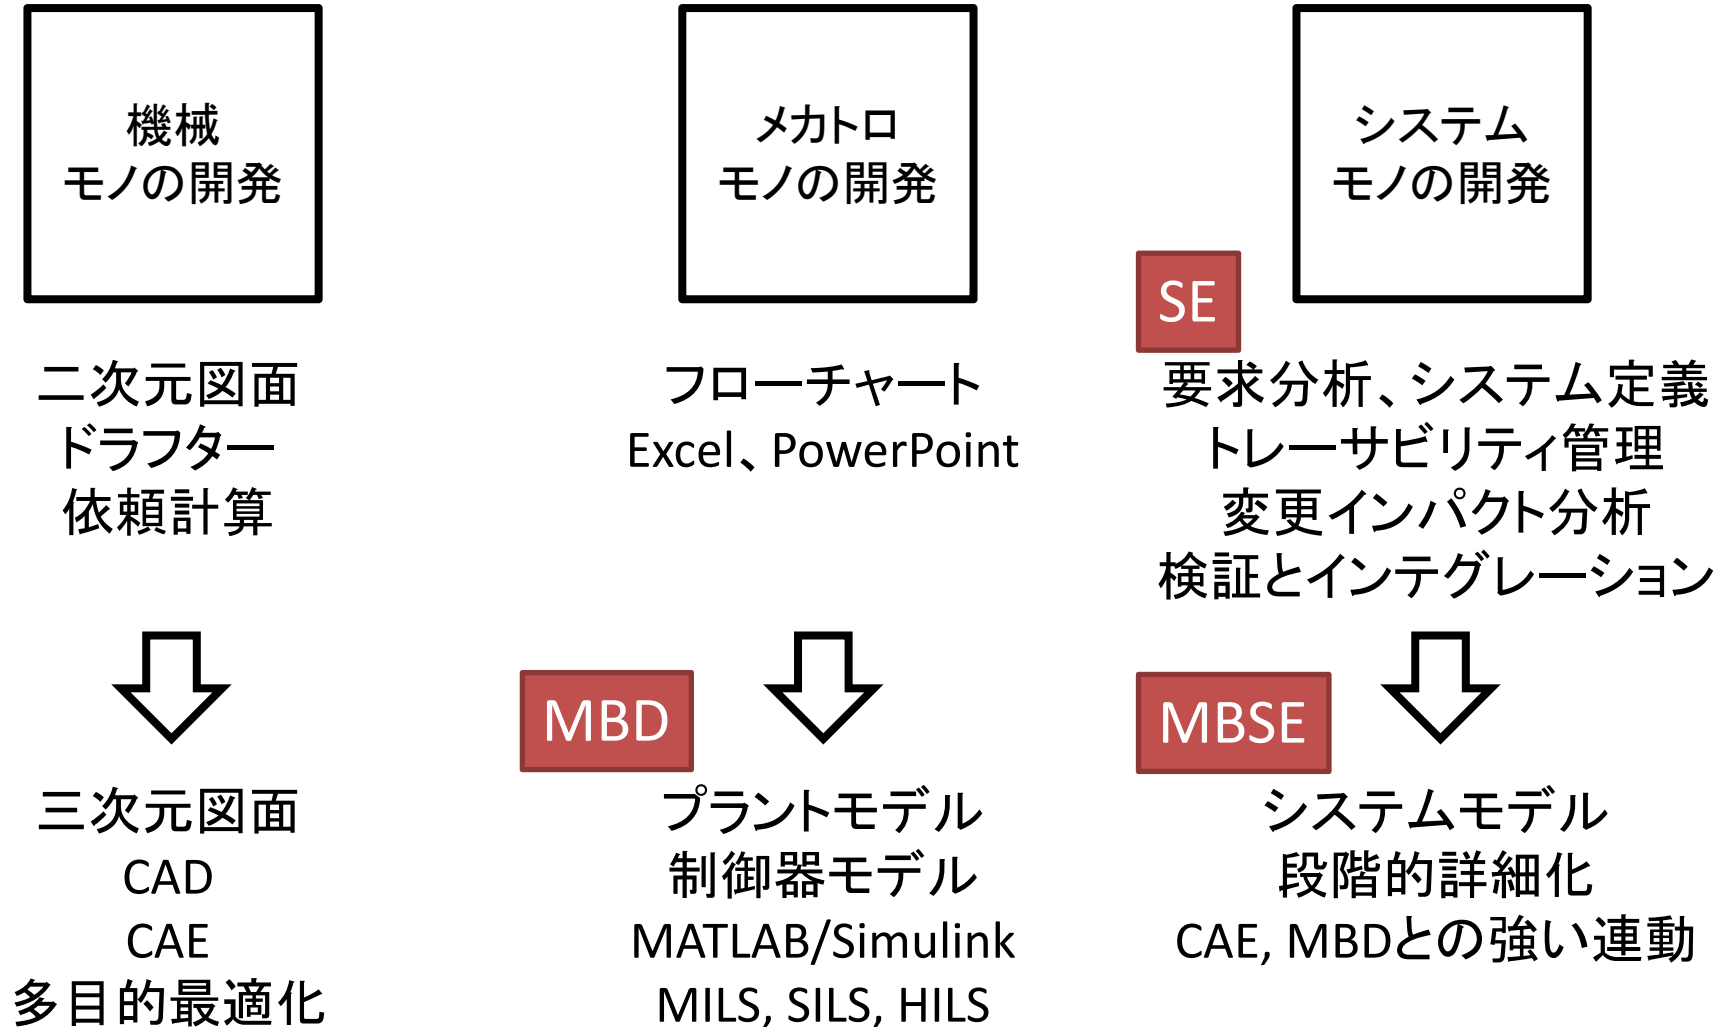 機械
モノの開発
二次元図面
ドラフター
依頼計算
三次元図面
CAD
CAE
多目的最適化
メカトロ
モノの開発
フローチャート
Excel、PowerPoint
MBD
プラントモデル
制御器モデル
MATLAB/Simulink
MILS, SILS, HILS
システム
モノの開発
SE
要求分析、システム定義
トレーサビリティ管理
変更インパクト分析
検証とインテグレーション
MBSE
システムモデル
段階的詳細化
CAE, MBDとの強い連動